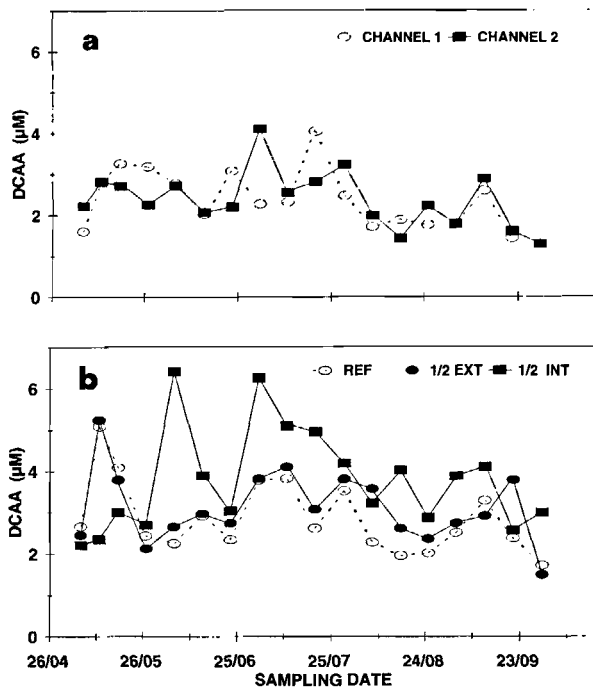 a
CHANNEL 1 CHANNEL 2
DCAA (μM)
6
4
2
0
b
REF 1/2 EXT 1/2 INT
DCAA (μM)
6
4
2
0
26/04 26/05 25/06 25/07 24/08 23/09
SAMPLING DATE